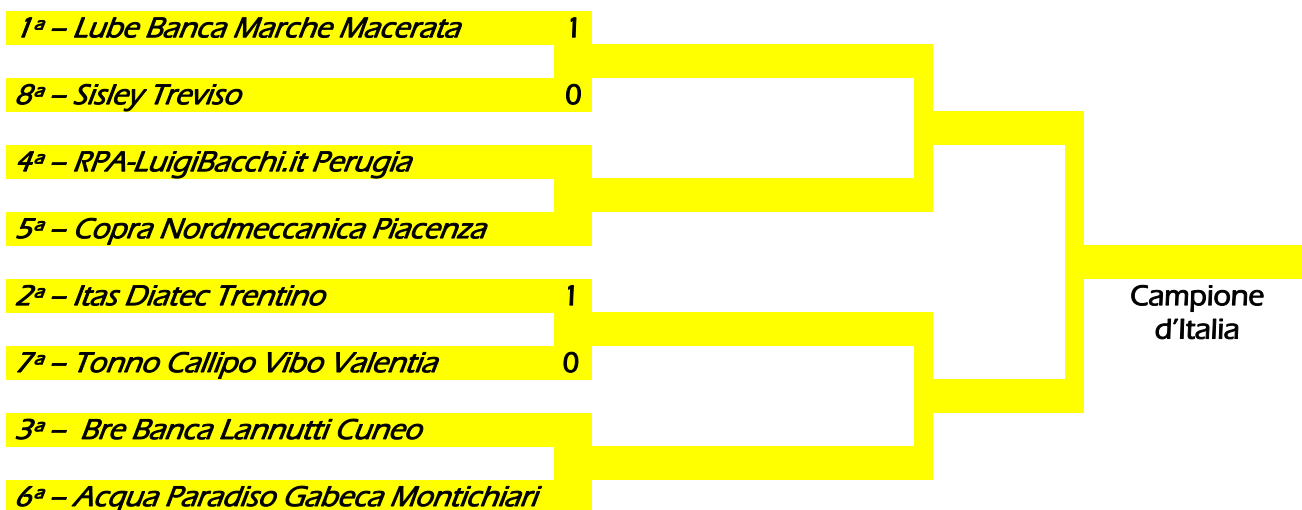 1ª – Lube Banca Marche Macerata 1
8ª – Sisley Treviso 0
4ª – RPA-LuigiBacchi.it Perugia
5ª – Copra Nordmeccanica Piacenza
2ª – Itas Diatec Trentino 1
7ª – Tonno Callipo Vibo Valentia 0
3ª – Bre Banca Lannutti Cuneo
6ª – Acqua Paradiso Gabeca Montichiari
Campione
d'Italia